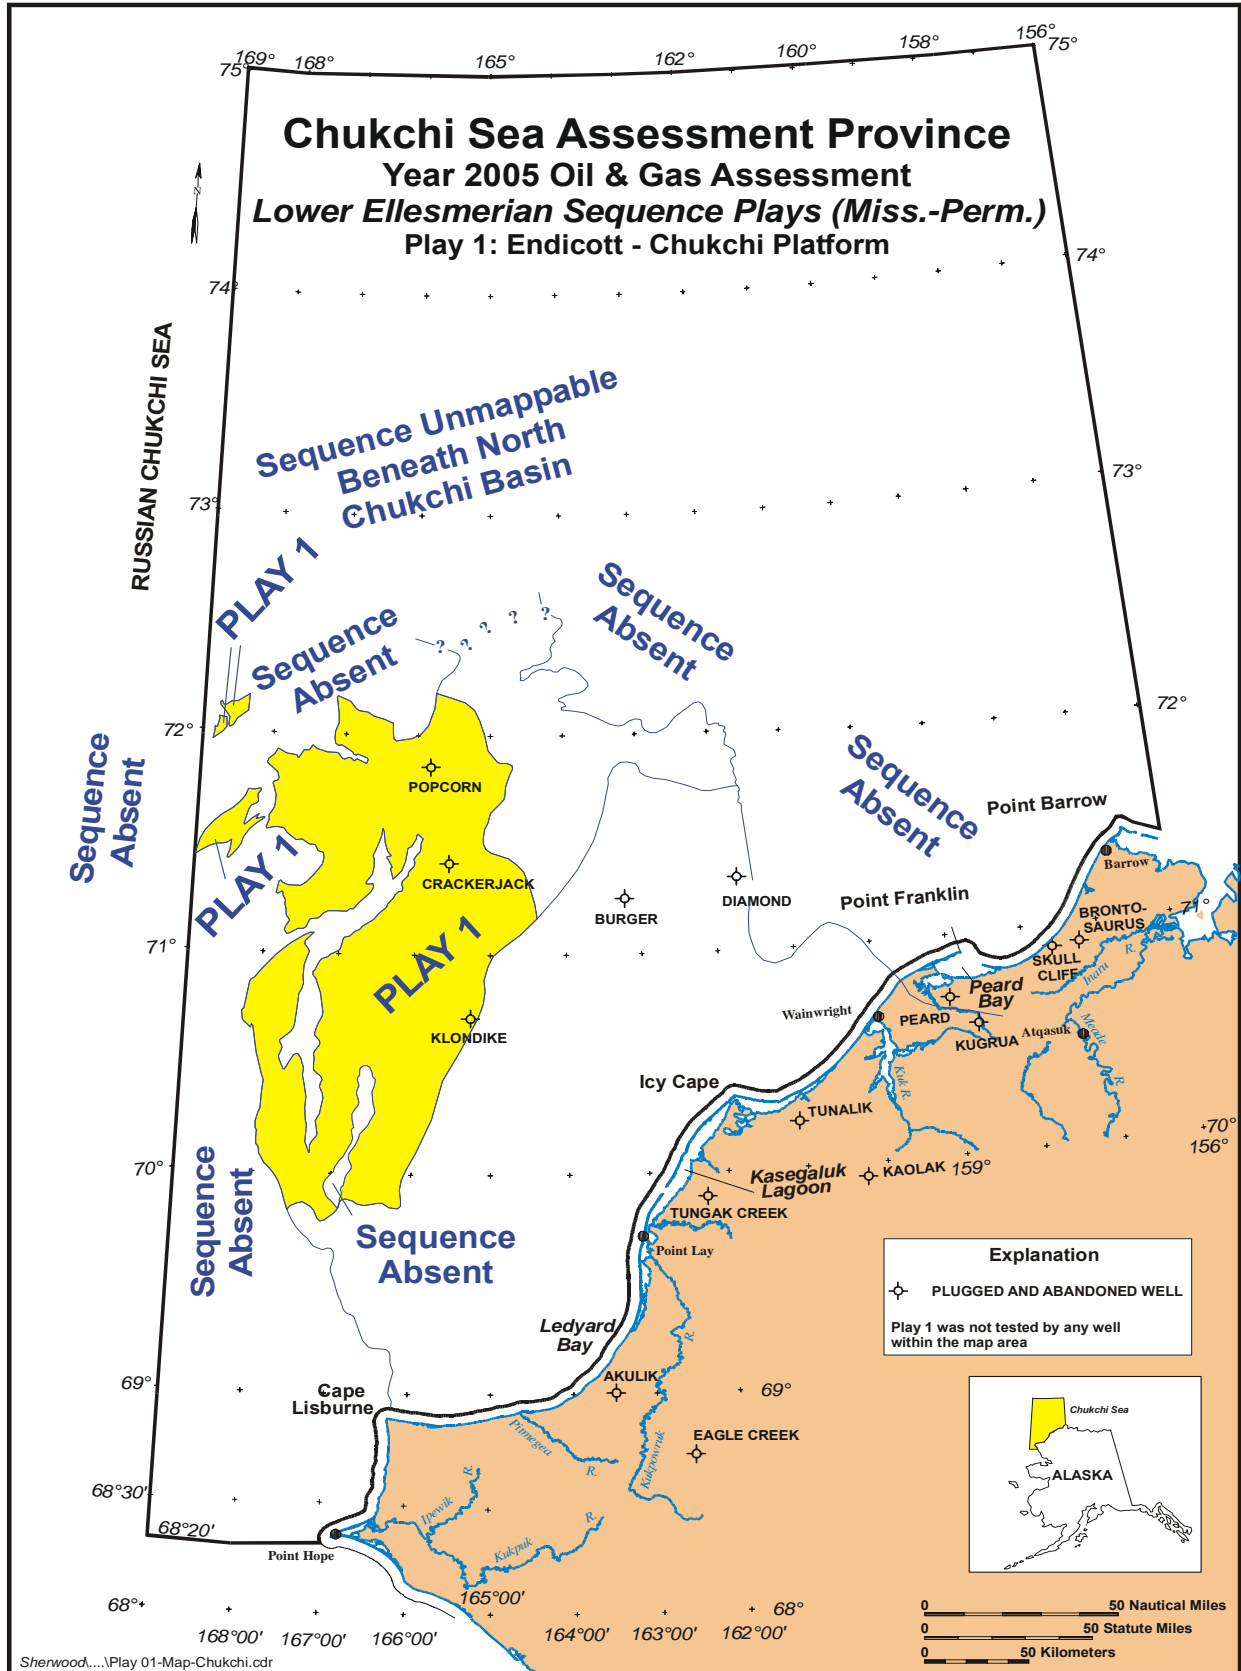 169°
168°
165°
162°
160°
158°
156°
75°
75°
Chukchi Sea Assessment Province
Year 2005 Oil & Gas Assessment
Lower Ellesmerian Sequence Plays (Miss.-Perm.)
Play 1: Endicott - Chukchi Platform
N
74°
74°
RUSSIAN CHUKCHI SEA
Sequence Unmappable
Beneath North
Chukchi Basin
73°
73°
PLAY 1
Sequence
Absent
Sequence
Absent
? ? ? ? ?
72°
72°
Sequence
Absent
POPCORN
Sequence
Absent
Point Barrow
Barrow
PLAY 1
CRACKERJACK
BURGER
DIAMOND
Point Franklin
BRONTO-
SAURUS
71°
71°
SKULL
CLIFF
R.
Inaru
PLAY 1
Peard
Bay
Wainwright
PEARD
KUGRUA
Atqasuk
Meade
R.
KLONDIKE
Kuk R.
Icy Cape
TUNALIK
70°
156°
70°
Kasegaluk
Lagoon
KAOLAK
159°
TUNGAK CREEK
Sequence
Absent
Sequence
Absent
Point Lay
Explanation
PLUGGED AND ABANDONED WELL
Play 1 was not tested by any well
within the map area
Ledyard
Bay
R.
69°
Cape
Lisburne
AKULIK
69°
Chukchi Sea
ALASKA
Pitmegea
R.
EAGLE CREEK
Kukpowruk
68°30'
68°20'
R.
Ipewik
R.
Kukpuk
Point Hope
165°00'
68°
68°
168°00'
167°00'
166°00'
164°00'
163°00'
162°00'
0 50 Nautical Miles
0 50 Statute Miles
0 50 Kilometers
Sherwood\....\Play 01-Map-Chukchi.cdr